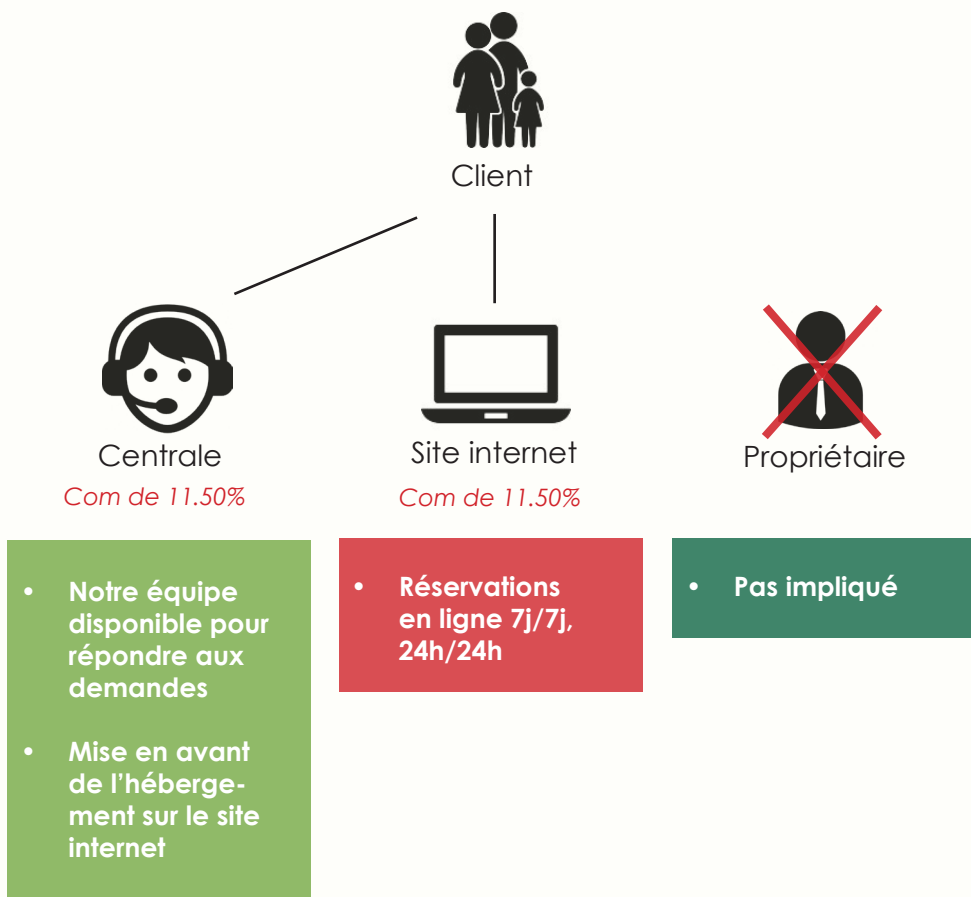 Client
Centrale
Com de 11.50%
Site internet
Com de 11.50%
Propriétaire
• Notre équipe
disponible pour
répondre aux
demandes
• Mise en avant
de l’héberge-
ment sur le site
internet
• Réservations
en ligne 7j/7j,
24h/24h
• Pas impliqué